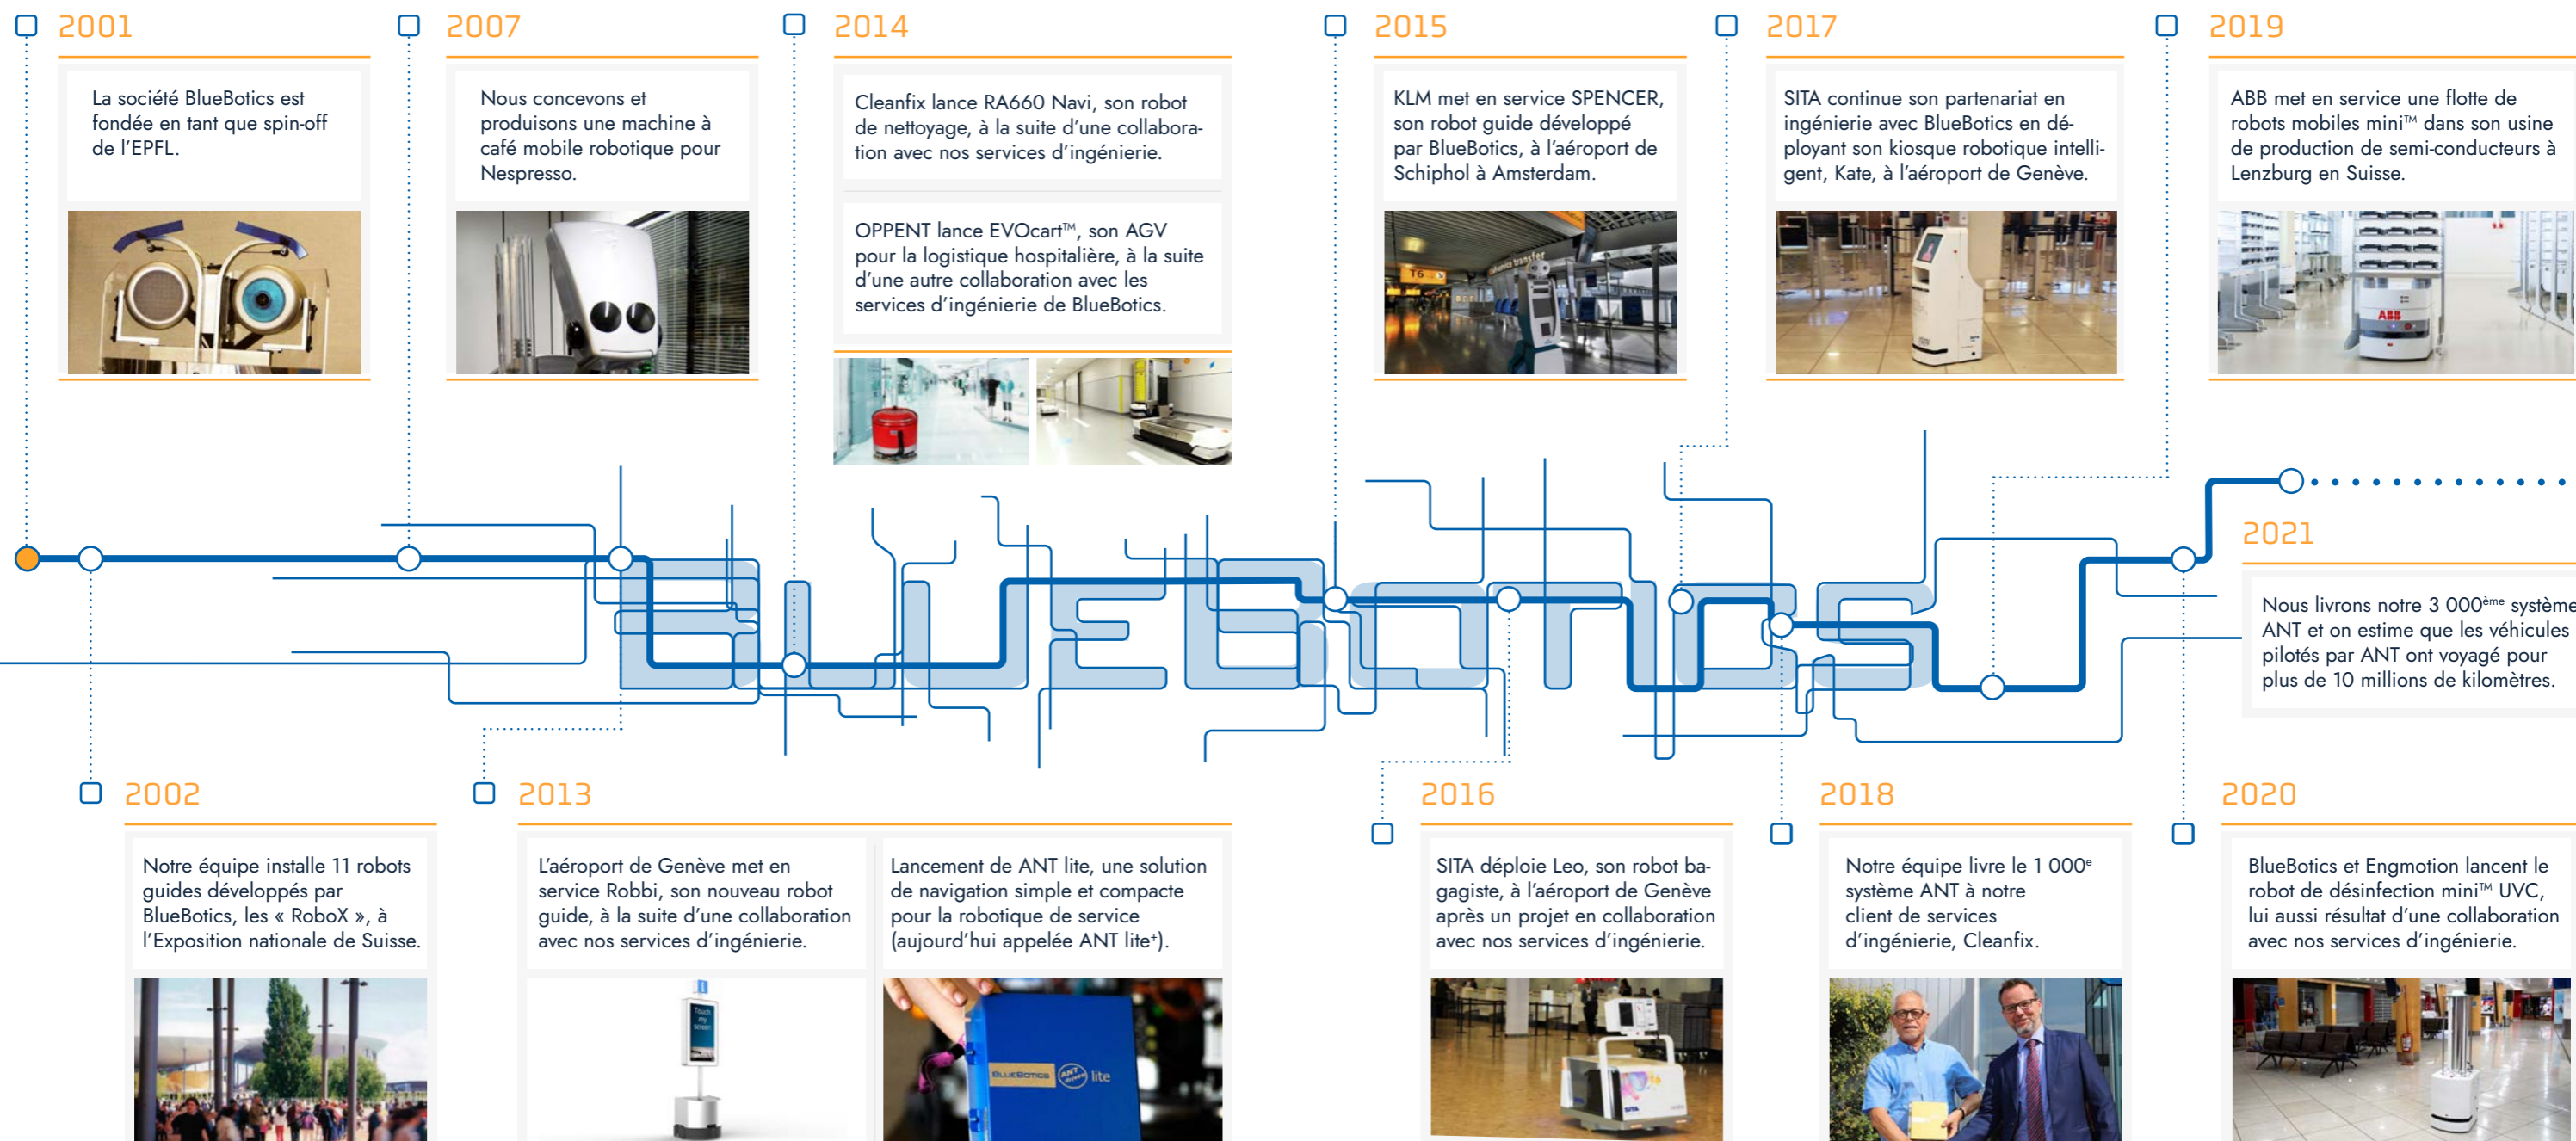 2001
La société BlueBotics est
fondée en tant que spin-off
de l’EPFL.
2007
Nous concevons et
produisons une machine à
café mobile robotique pour
Nespresso.
2014
Cleanfix lance RA660 Navi, son robot
de nettoyage, à la suite d’une collabora-
tion avec nos services d’ingénierie.
OPPENT lance EVOcart™, son AGV
pour la logistique hospitalière, à la suite
d’une autre collaboration avec les
services d’ingénierie de BlueBotics.
2015
KLM met en service SPENCER,
son robot guide développé
par BlueBotics, à l’aéroport de
Schiphol à Amsterdam.
T6
transfer
2017
SITA continue son partenariat en
ingénierie avec BlueBotics en dé-
ployant son kiosque robotique intelli-
gent, Kate, à l’aéroport de Genève.
2019
ABB met en service une flotte de
robots mobiles mini™ dans son usine
de production de semi-conducteurs à
Lenzburg en Suisse.
ABB
BLUEBOTICS
2021
Nous livrons notre 3 000ème système
ANT et on estime que les véhicules
pilotés par ANT ont voyagé pour
plus de 10 millions de kilomètres.
2002
Notre équipe installe 11 robots
guides développés par
BlueBotics, les « RoboX », à
l’Exposition nationale de Suisse.
2013
L’aéroport de Genève met en
service Robbi, son nouveau robot
guide, à la suite d’une collaboration
avec nos services d’ingénierie.
Touch
my
screen
Lancement de ANT lite, une solution
de navigation simple et compacte
pour la robotique de service
(aujourd’hui appelée ANT lite+).
BLUEBOTICS ANT driven lite
2016
SITA déploie Leo, son robot ba-
gagiste, à l’aéroport de Genève
après un projet en collaboration
avec nos services d’ingénierie.
SITA
2018
Notre équipe livre le 1 000e
système ANT à notre
client de services
d’ingénierie, Cleanfix.
2020
BlueBotics et Engmotion lancent le
robot de désinfection mini™ UVC,
lui aussi résultat d’une collaboration
avec nos services d’ingénierie.